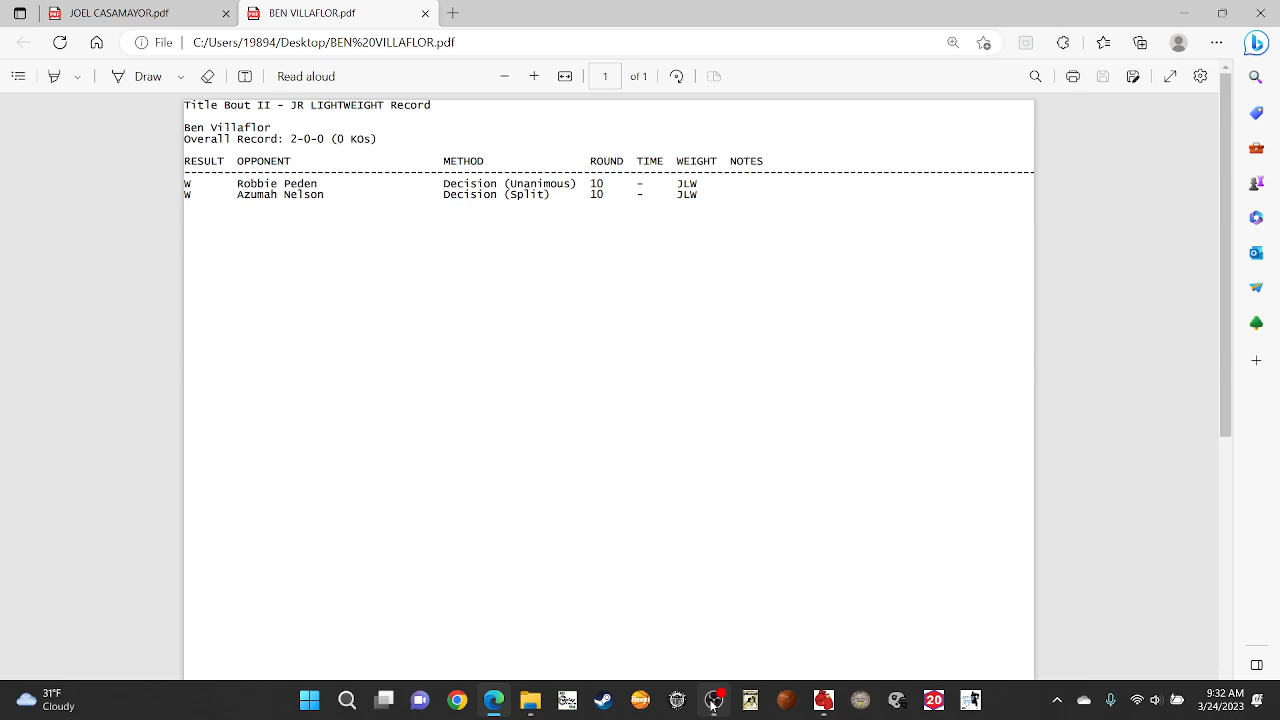 JOEL CASAMAYOR.pdf
BEN VILLAFLOR.pdf
File
C:/Users/19894/Desktop/BEN%20VILLAFLOR.pdf
Draw
Read aloud
1
of 1
Title Bout II - JR LIGHTWEIGHT Record
Ben Villaflor
Overall Record: 2-0-0 (0 KOs)
RESULT OPPONENT METHOD ROUND TIME WEIGHT NOTES
W Robbie Peden Decision (Unanimous) 10 - JLW
W Azumah Nelson Decision (Split) 10 - JLW
31°F
Cloudy
20
9:32 AM
3/24/2023